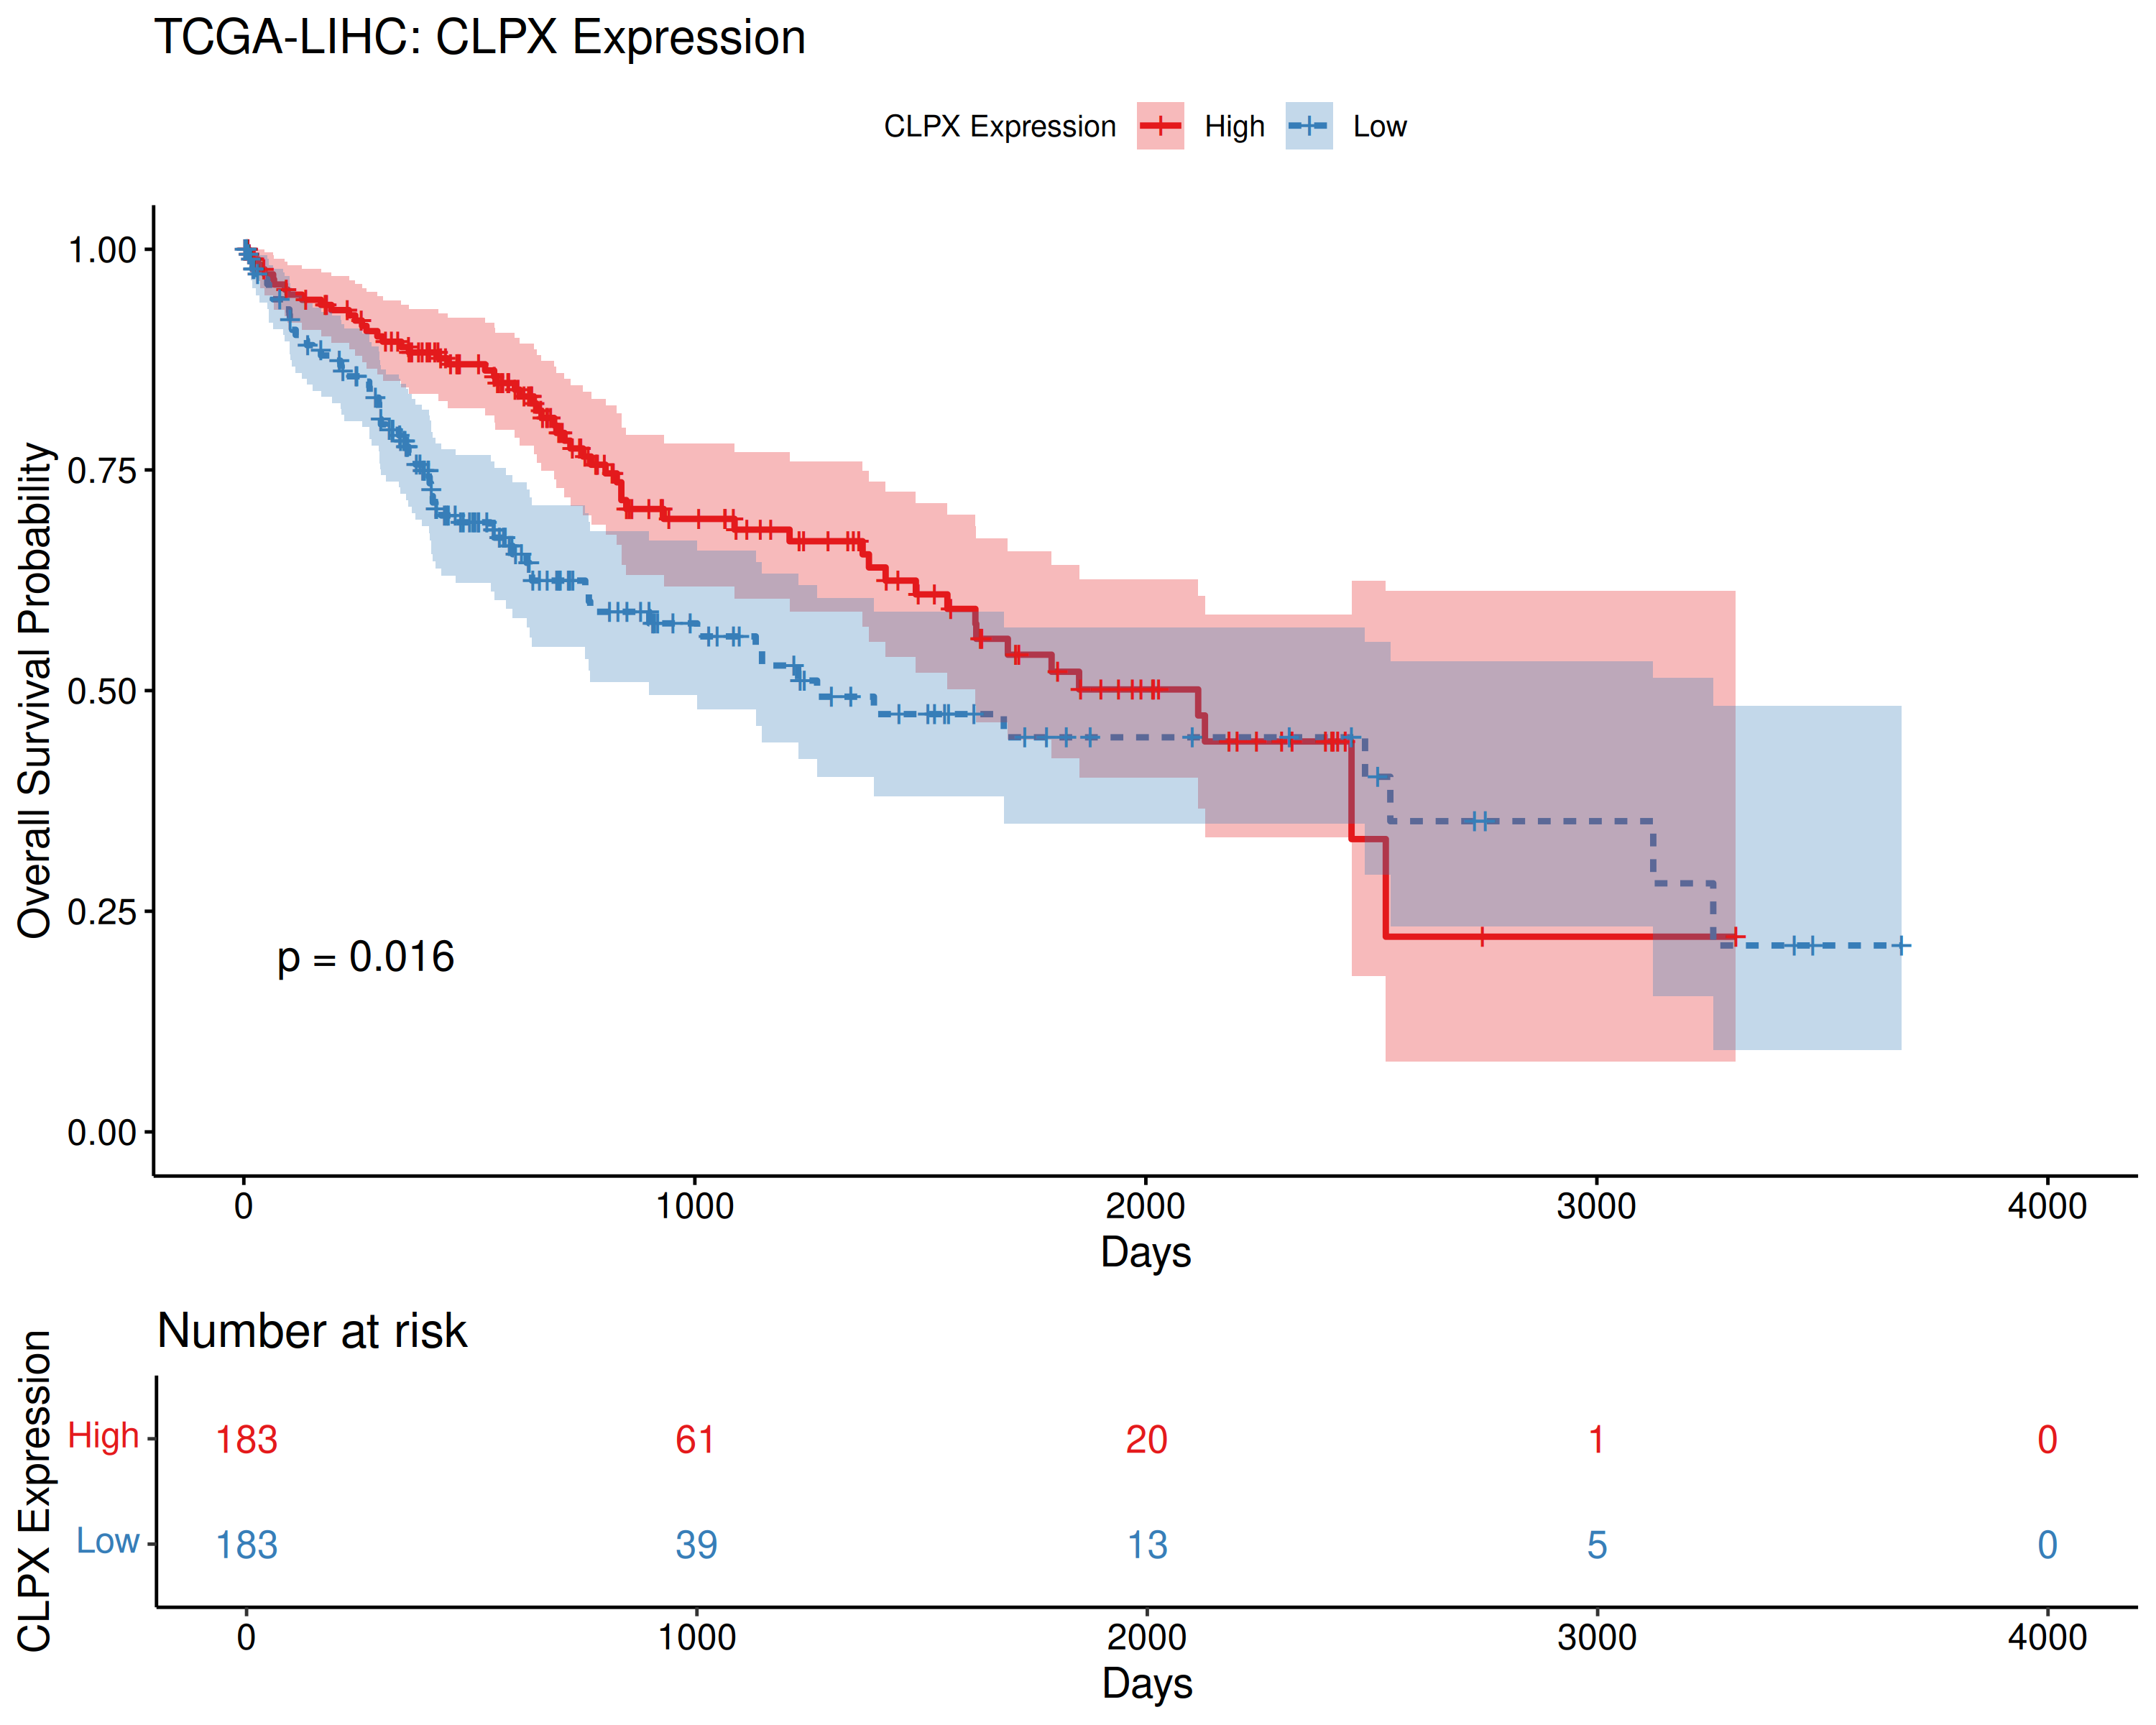 TCGA-LIHC: CLPX Expression
CLPX Expression High Low
Overall Survival Probability
1.00
0.75
0.50
0.25
0.00
p = 0.016
0 1000 2000 3000 4000
Days
Number at risk
CLPX Expression
High 183 61 20 1 0
Low 183 39 13 5 0
0 1000 2000 3000 4000
Days